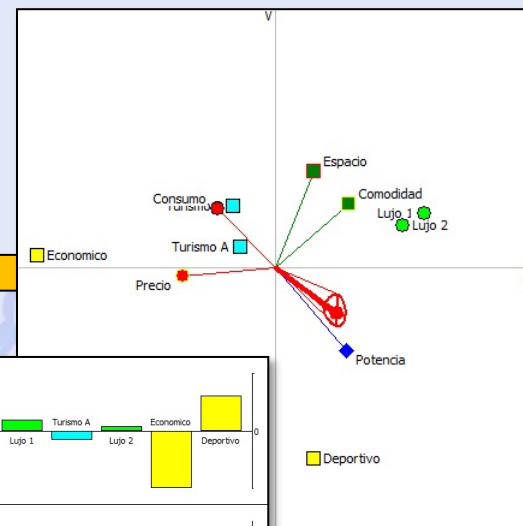 V
Espacio
Consumo
Comodidad
Lujo 1
Lujo 2
Turismo A
Economico
Precio
Potencia
Turismo A
Economico
Lujo 1
Lujo 2
Deportivo
0
Deportivo